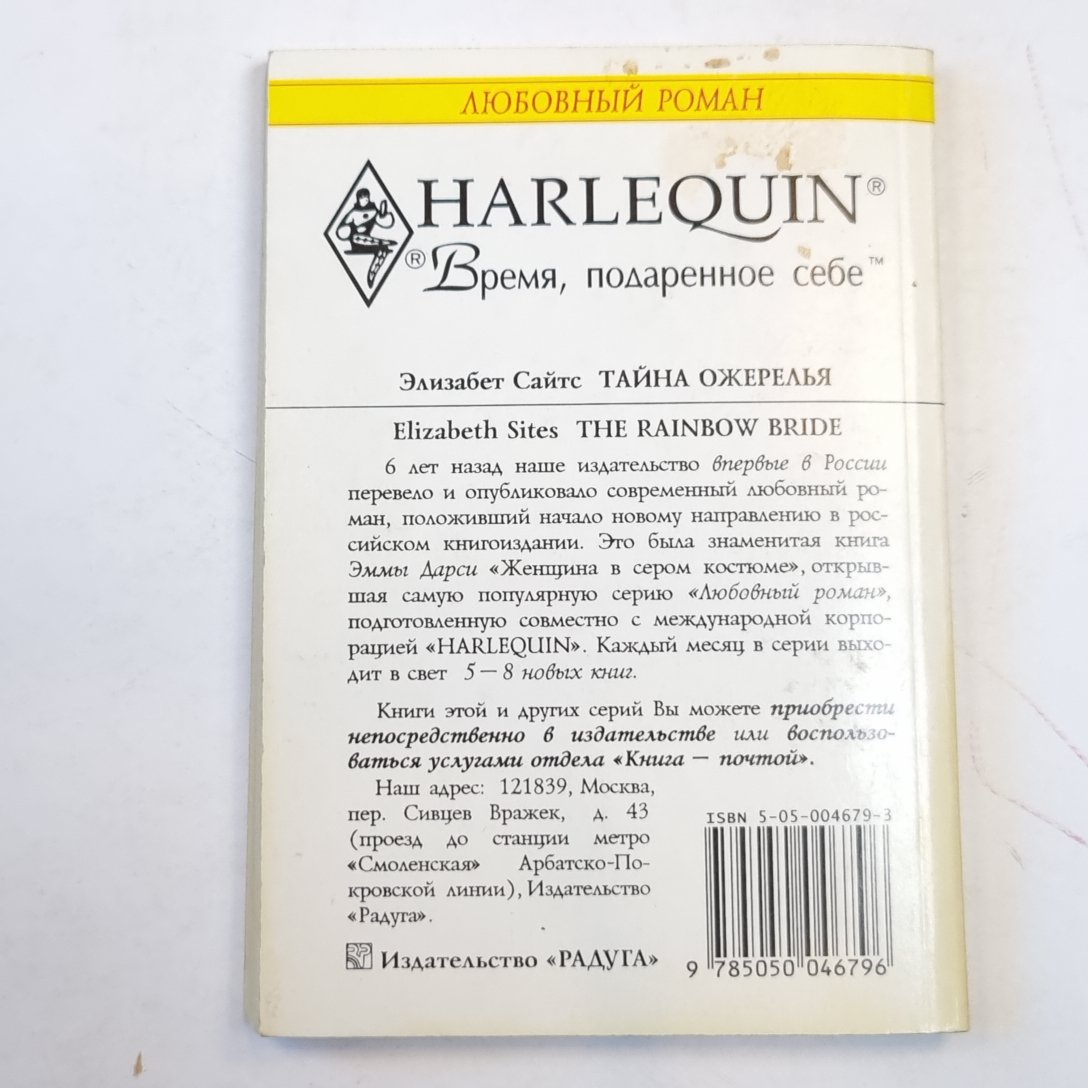 ЛЮБОВНЫЙ РОМАН
HARLEQUIN®
® Время, подаренное себе™
Элизабет Сайтс ТАЙНА ОЖЕРЕЛЬЯ
Elizabeth Sites THE RAINBOW BRIDE
6 лет назад наше издательство впервые в России
перевело и опубликовало современный любовный ро-
ман, положивший начало новому направлению в рос-
сийском книгоиздании. Это была знаменитая книга
Эммы Дарси «Женщина в сером костюме», открыв-
шая самую популярную серию «Любовный роман»,
подготовленную совместно с международной корпо-
рацией «HARLEQUIN». Каждый месяц в серии выхо-
дит в свет 5 — 8 новых книг.
Книги этой и других серий Вы можете приобрести
непосредственно в издательстве или воспользо-
ваться услугами отдела «Книга — почтой».
Наш адрес: 121839, Москва,
пер. Сивцев Вражек, д. 43
(проезд до станции метро
«Смоленская» Арбатско-По-
кровской линии), Издательство
«Радуга».
Издательство «РАДУГА»
ISBN 5-05-004679-3
9 785050 046796